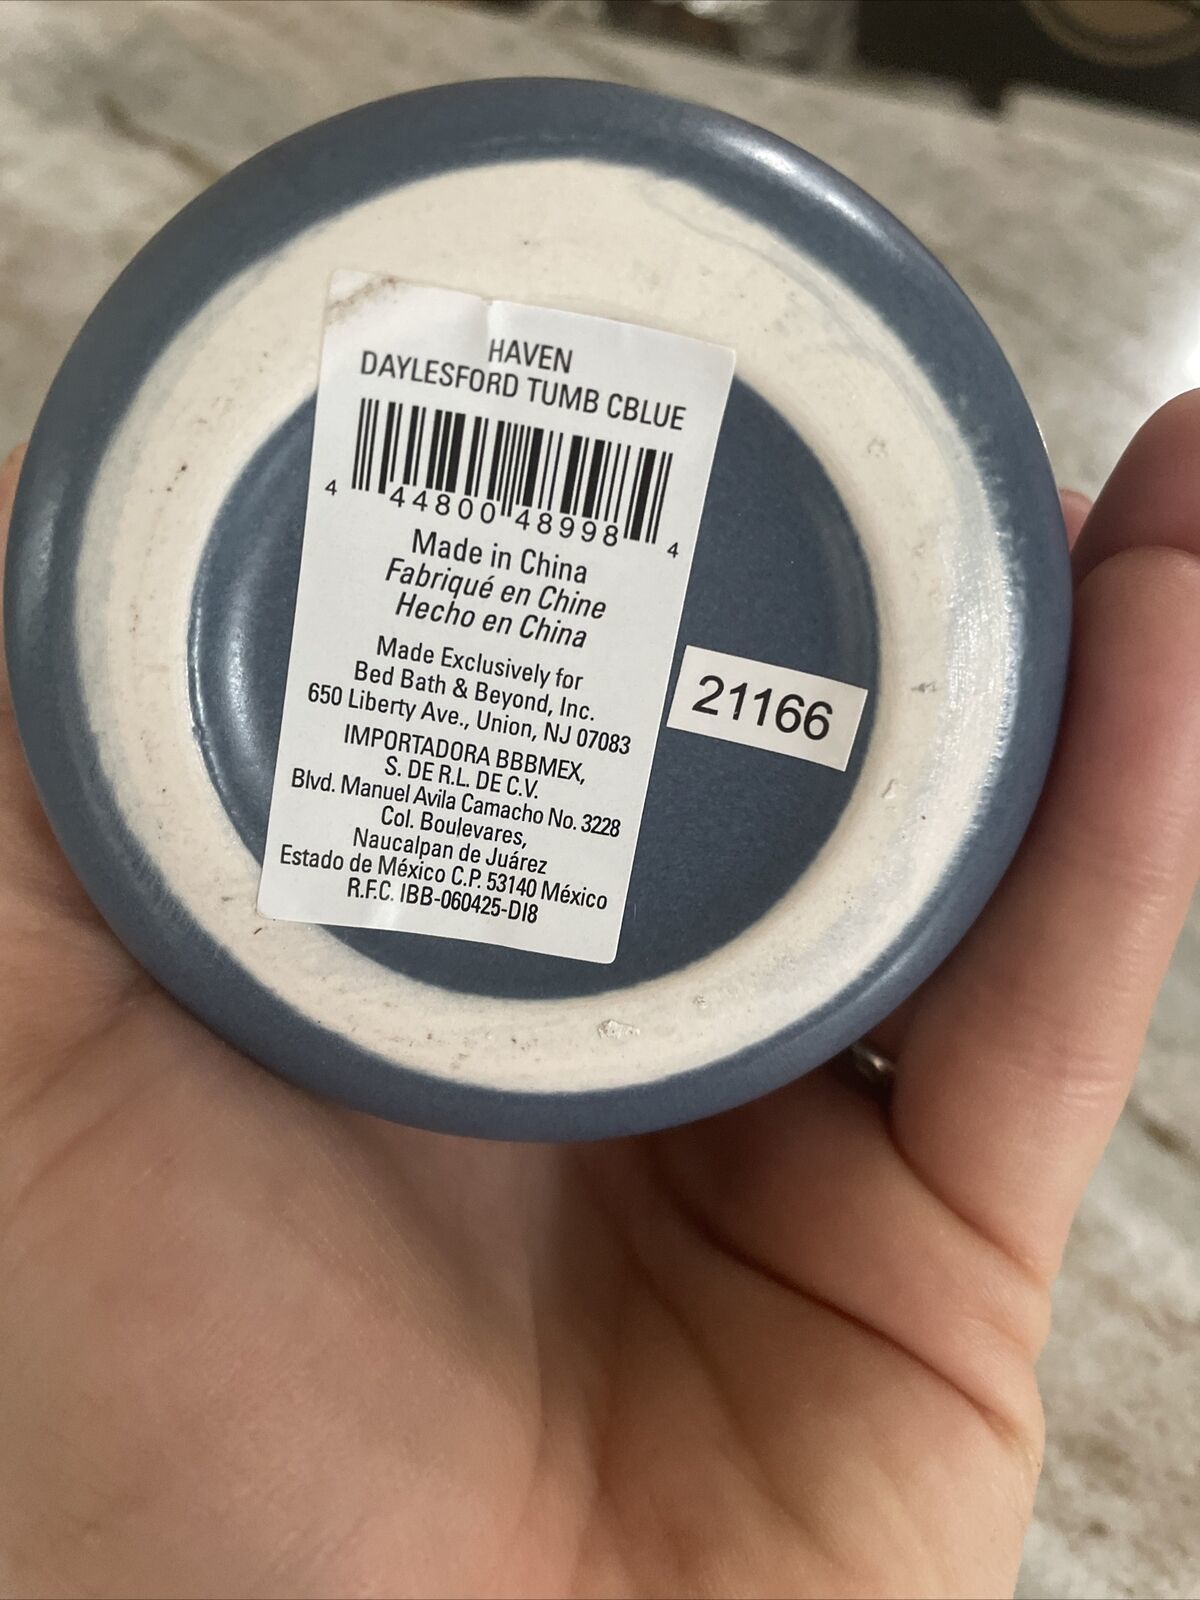 HAVEN
DAYLESFORD TUMB CBLUE
4 44800 48998 4
Made in China
Fabriqué en Chine
Hecho en China
Made Exclusively for
Bed Bath & Beyond, Inc.
650 Liberty Ave., Union, NJ 07083
IMPORTADORA BBBMEX,
S. DE R.L. DE C.V.
Blvd. Manuel Avila Camacho No. 3228
Col. Boulevares,
Naucalpan de Juárez
Estado de México C.P. 53140 México
R.F.C. IBB-060425-DI8
21166